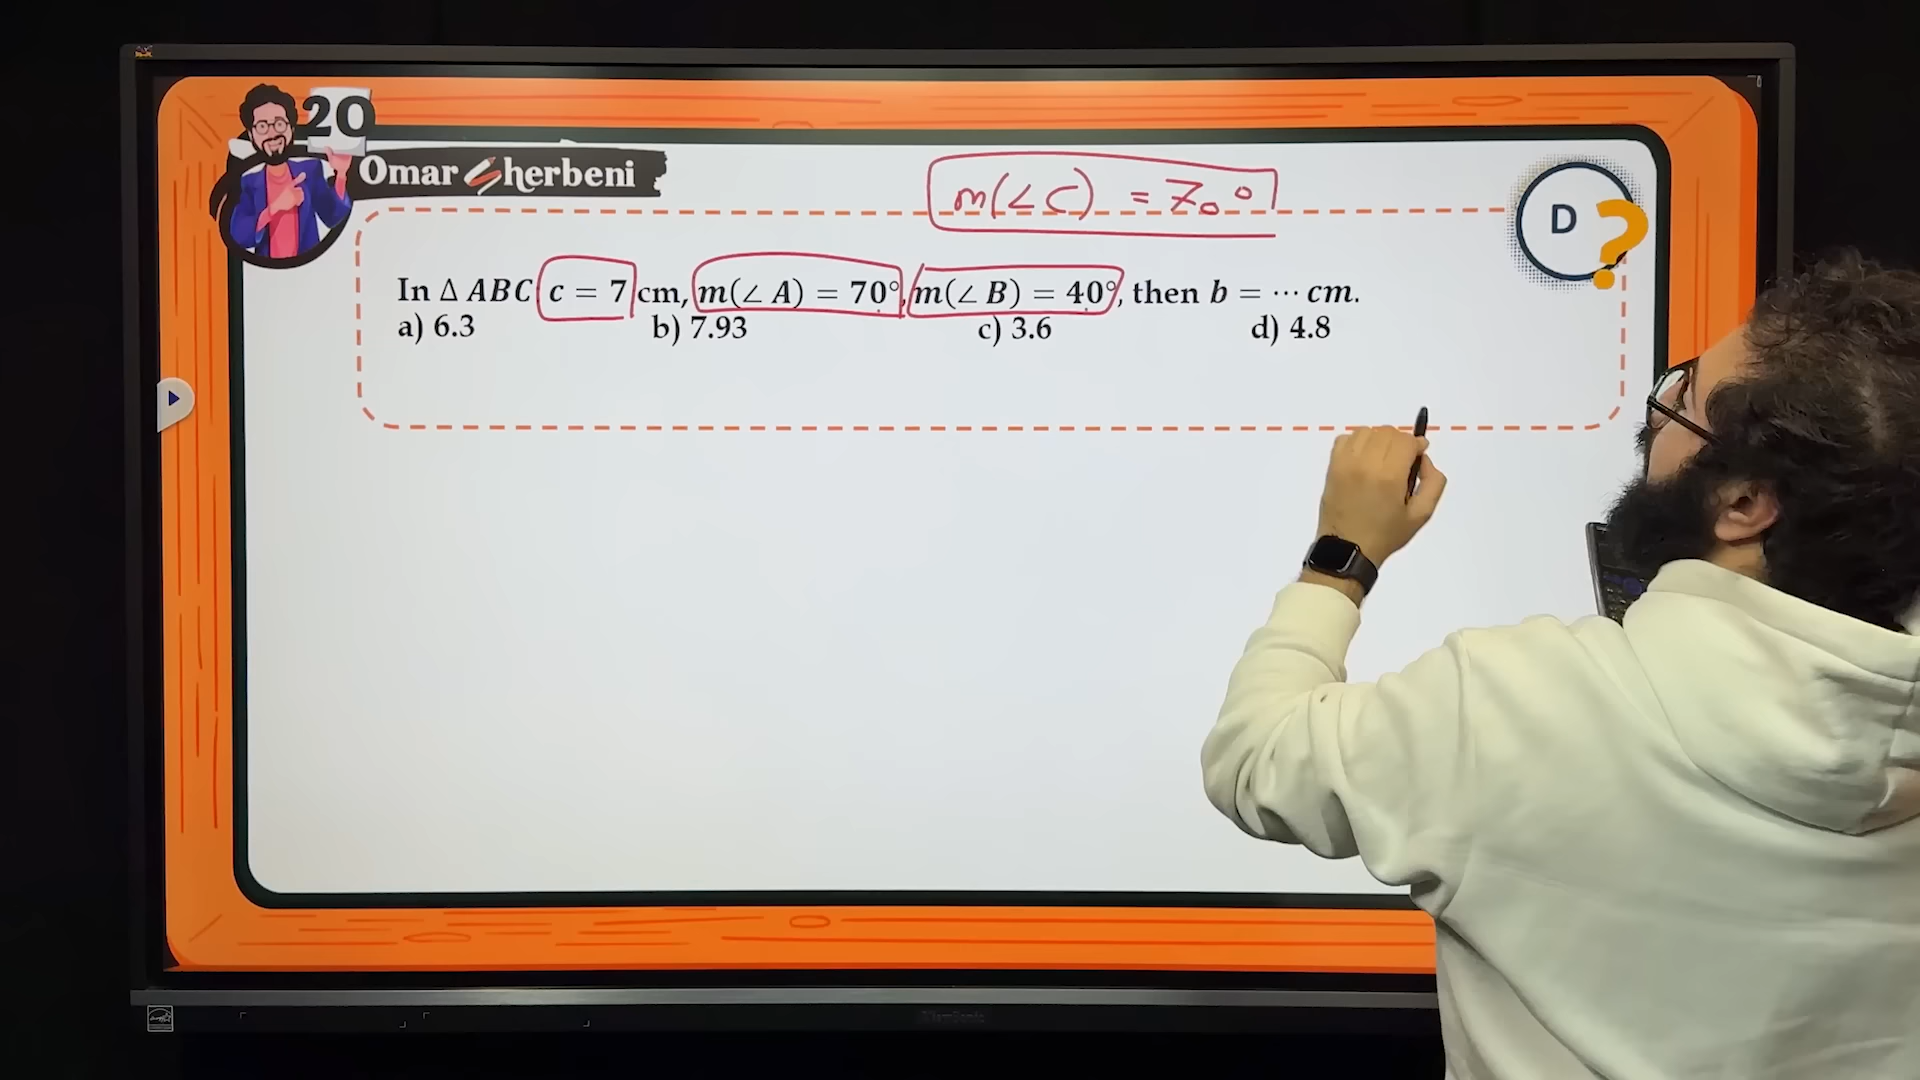 20
Omar Sherbeni
m(∠C) = 70°
D ?
In Δ ABC c = 7 cm, m(∠ A) = 70°, m(∠ B) = 40°, then b = ⋯ cm.
a) 6.3 b) 7.93 c) 3.6 d) 4.8